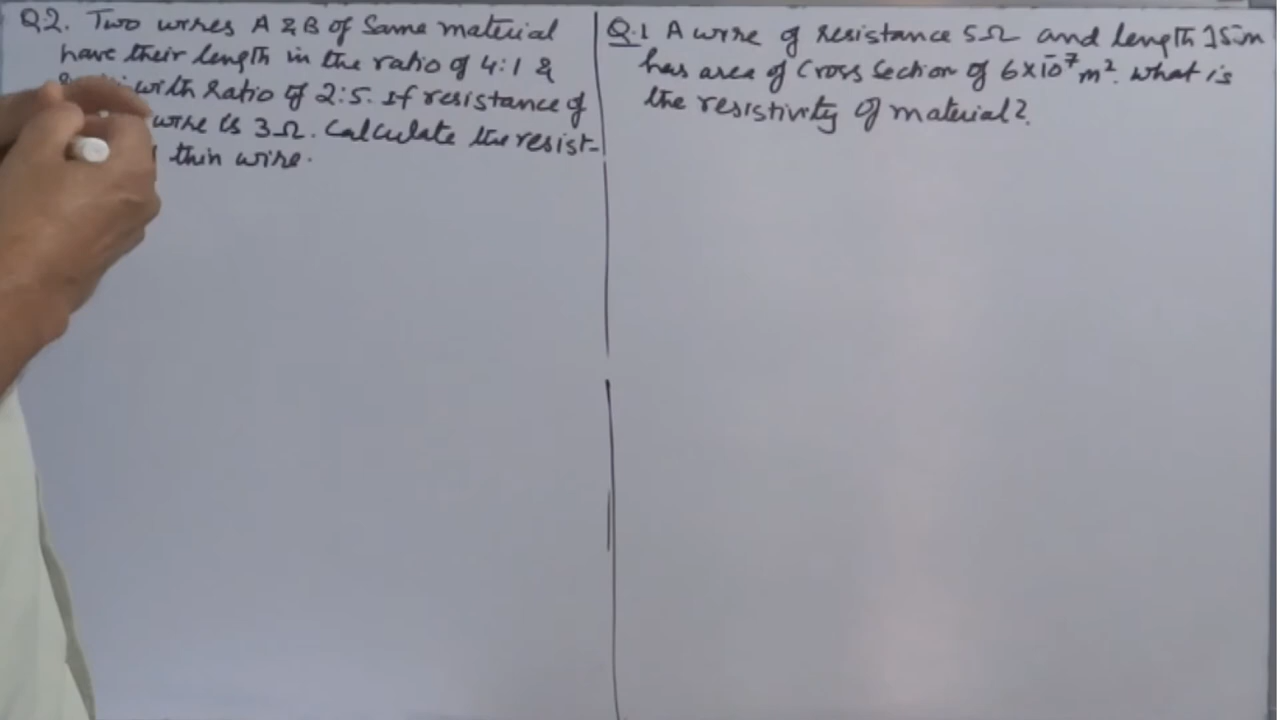 Q2. Two wires A & B of Same material
have their length in the ratio of 4:1 &
with Ratio of 2:5. If resistance of
wire is 3Ω. Calculate the resist-
thin wire.
Q.1 A wire of resistance 5Ω and length 15m
has area of Cross Section of 6×10⁻⁷m². What is
the resistivity of material?